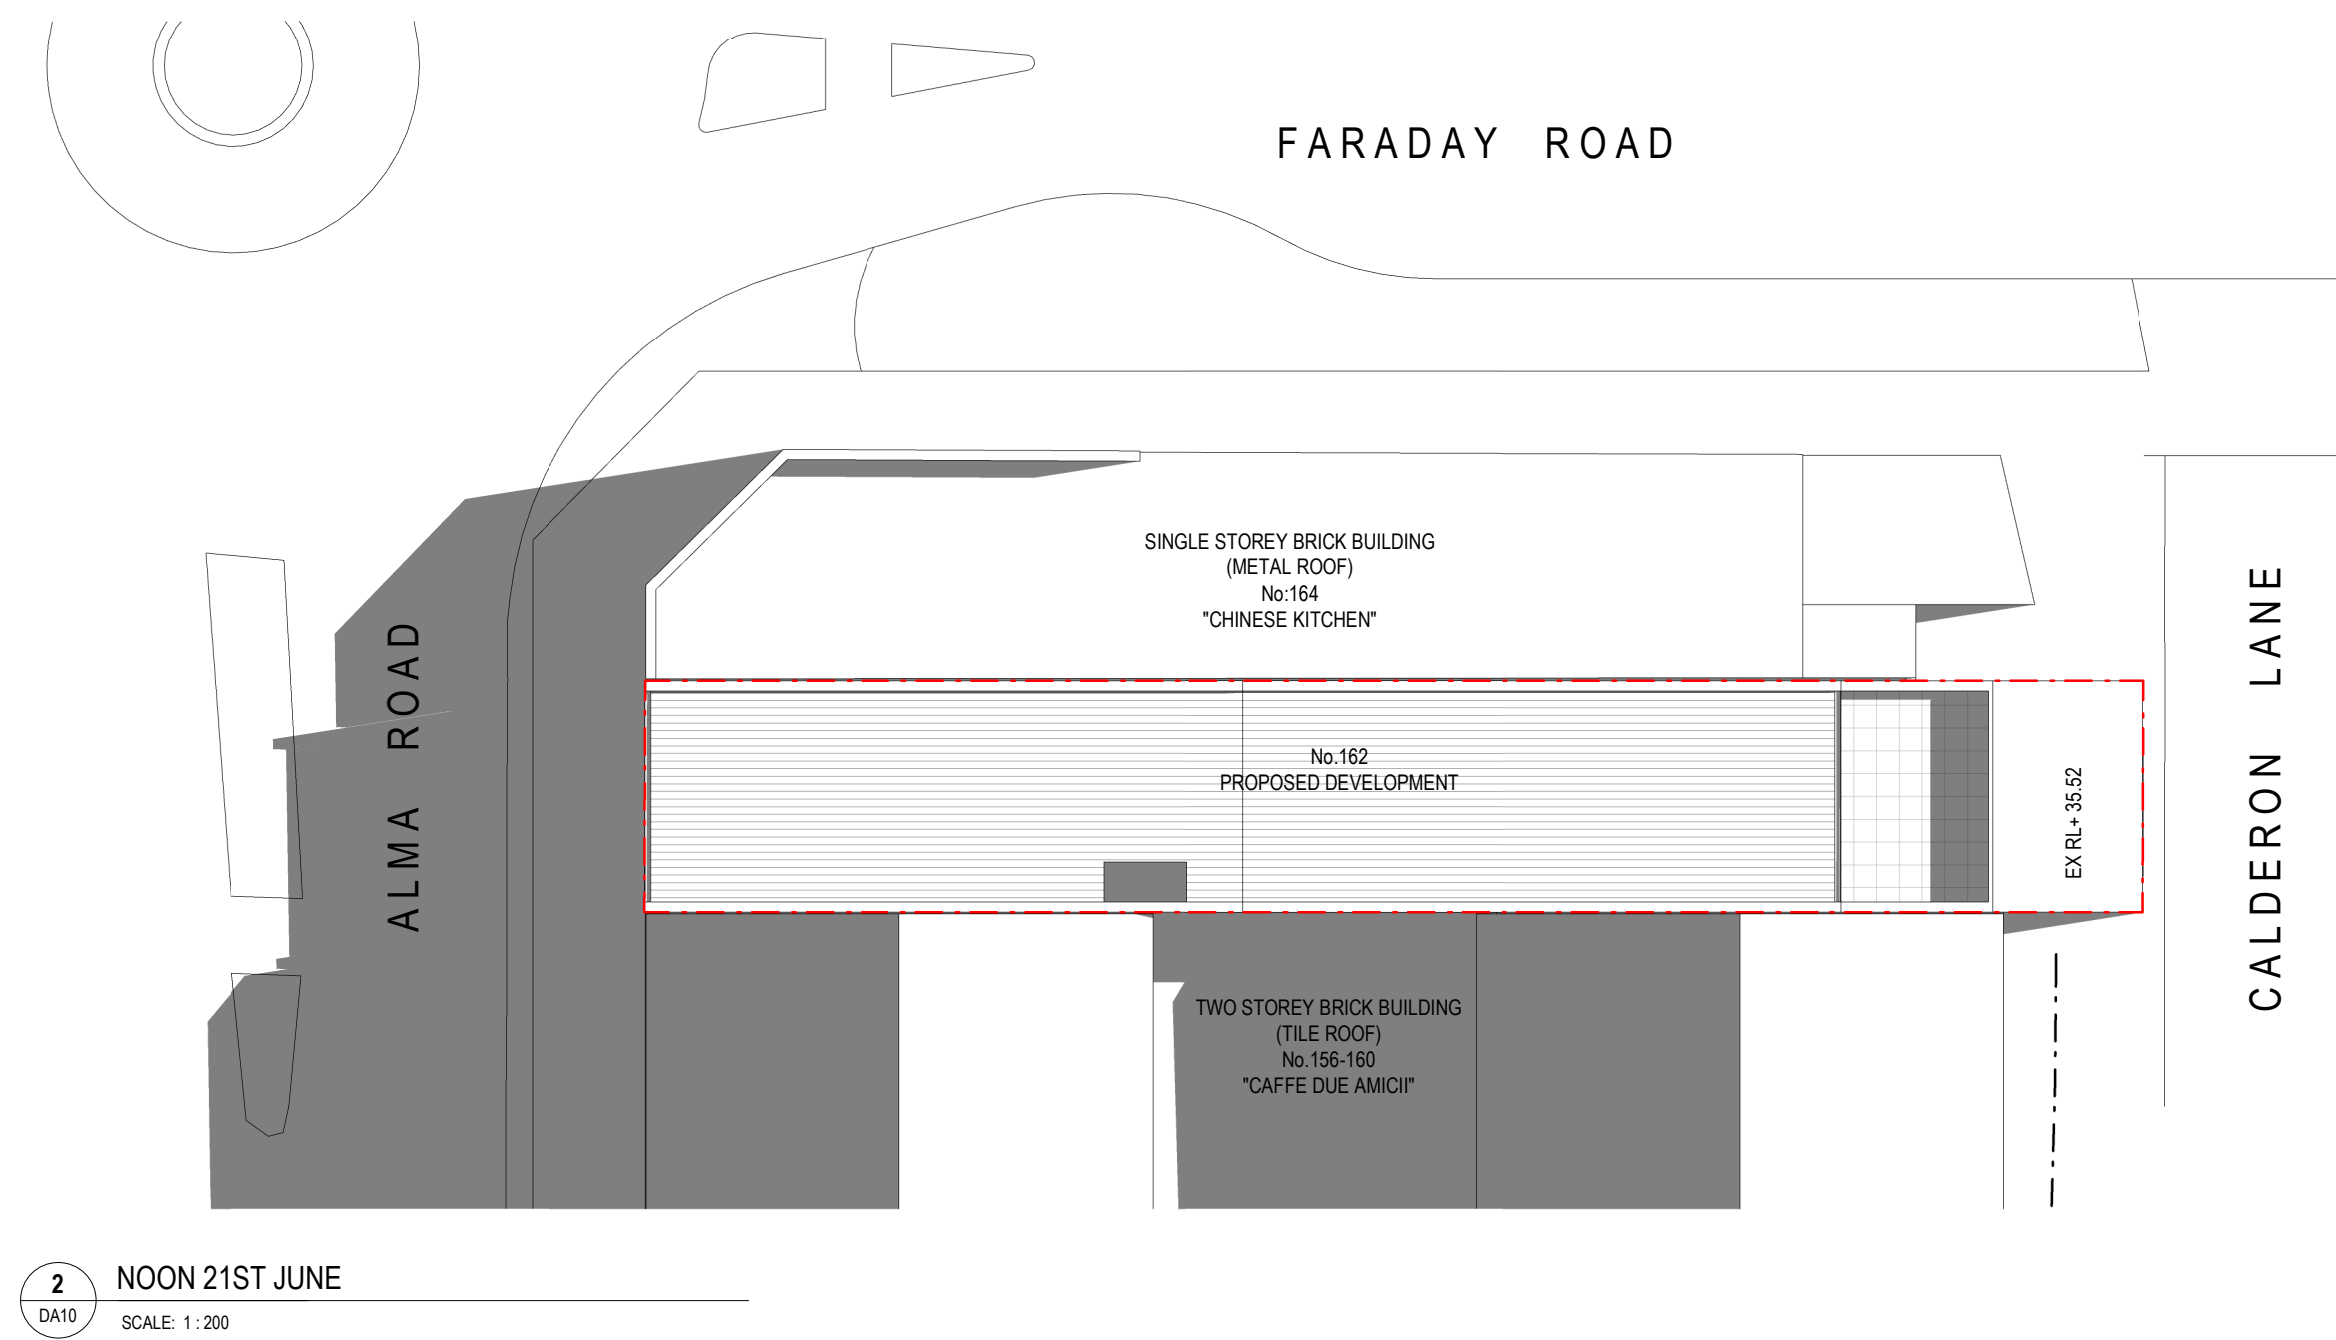 FARADAY ROAD
SINGLE STOREY BRICK BUILDING
(METAL ROOF)
No:164
"CHINESE KITCHEN"
ALMA ROAD
CALDERON LANE
No.162
PROPOSED DEVELOPMENT
EX RL+ 35.52
TWO STOREY BRICK BUILDING
(TILE ROOF)
No.156-160
"CAFFE DUE AMICII"
2
DA10
NOON 21ST JUNE
SCALE: 1 : 200